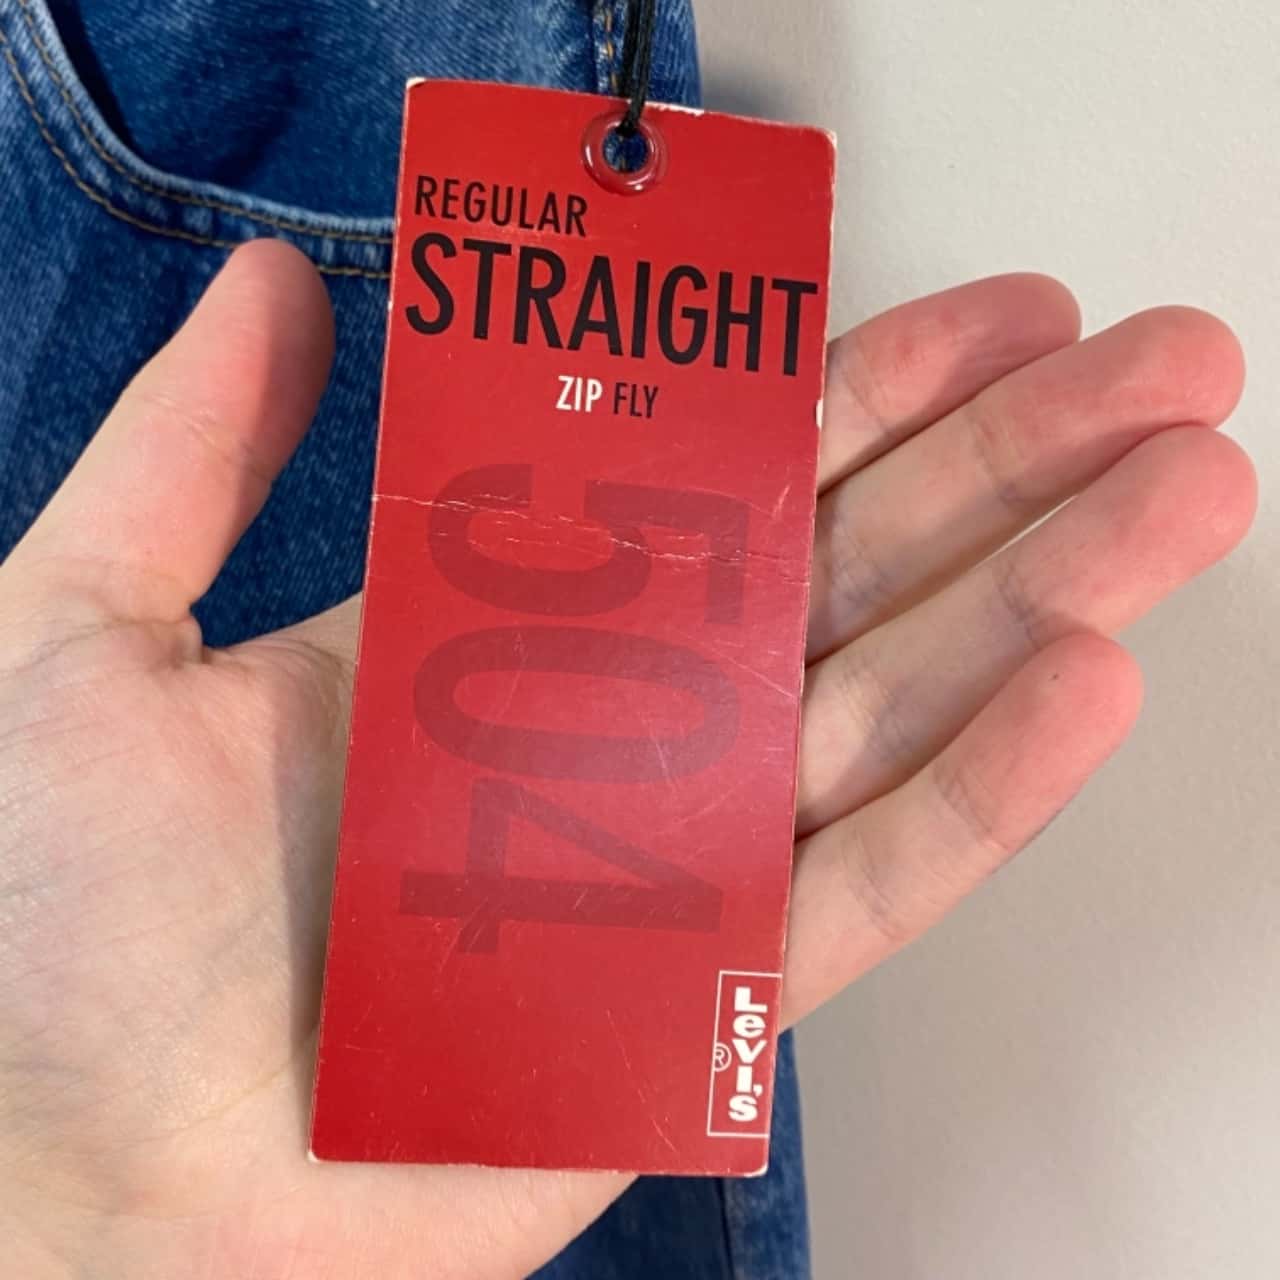 REGULAR
STRAIGHT
ZIP FLY
504
Levi's
®